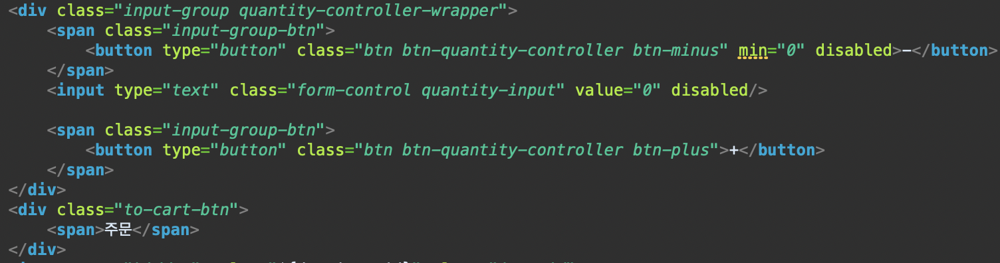 <div class="input-group quantity-controller-wrapper">
<span class="input-group-btn">
<button type="button" class="btn btn-quantity-controller btn-minus" min="0" disabled>-</button>
</span>
<input type="text" class="form-control quantity-input" value="0" disabled/>
<span class="input-group-btn">
<button type="button" class="btn btn-quantity-controller btn-plus">+</button>
</span>
</div>
<div class="to-cart-btn">
<span>주문</span>
</div>